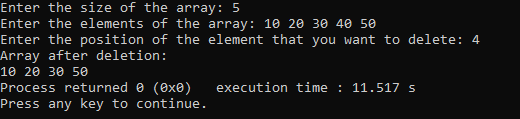 Enter the size of the array: 5
Enter the elements of the array: 10 20 30 40 50
Enter the position of the element that you want to delete: 4
Array after deletion:
10 20 30 50
Process returned 0 (0x0)   execution time : 11.517 s
Press any key to continue.